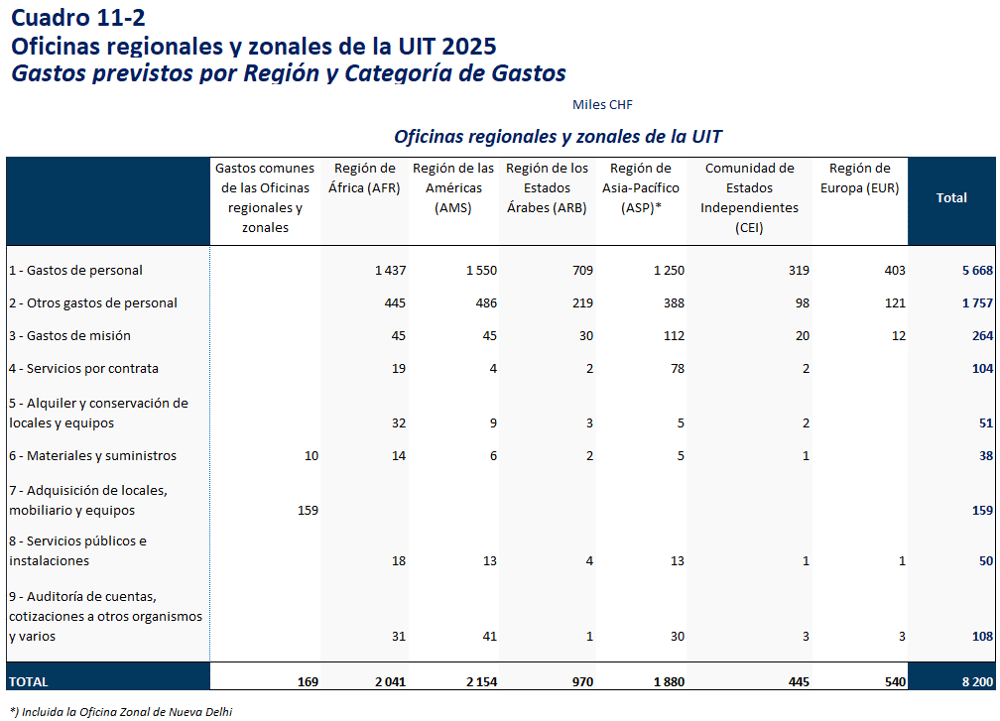 Cuadro 11-2
Oficinas regionales y zonales de la UIT 2025
Gastos previstos por Región y Categoría de Gastos
Miles CHF
Oficinas regionales y zonales de la UIT
Gastos comunes de las Oficinas regionales y zonales | Región de África (AFR) | Región de las Américas (AMS) | Región de los Estados Árabes (ARB) | Región de Asia-Pacífico (ASP)* | Comunidad de Estados Independientes (CEI) | Región de Europa (EUR) | Total
1 - Gastos de personal 1 437 1 550 709 1 250 319 403 5 668
2 - Otros gastos de personal 445 486 219 388 98 121 1 757
3 - Gastos de misión 45 45 30 112 20 12 264
4 - Servicios por contrata 19 4 2 78 2 104
5 - Alquiler y conservación de
locales y equipos 32 9 3 5 2 51
6 - Materiales y suministros 10 14 6 2 5 1 38
7 - Adquisición de locales,
mobiliario y equipos 159 159
8 - Servicios públicos e
instalaciones 18 13 4 13 1 1 50
9 - Auditoría de cuentas,
cotizaciones a otros organismos
y varios 31 41 1 30 3 3 108
TOTAL 169 2 041 2 154 970 1 880 445 540 8 200
*) Incluida la Oficina Zonal de Nueva Delhi